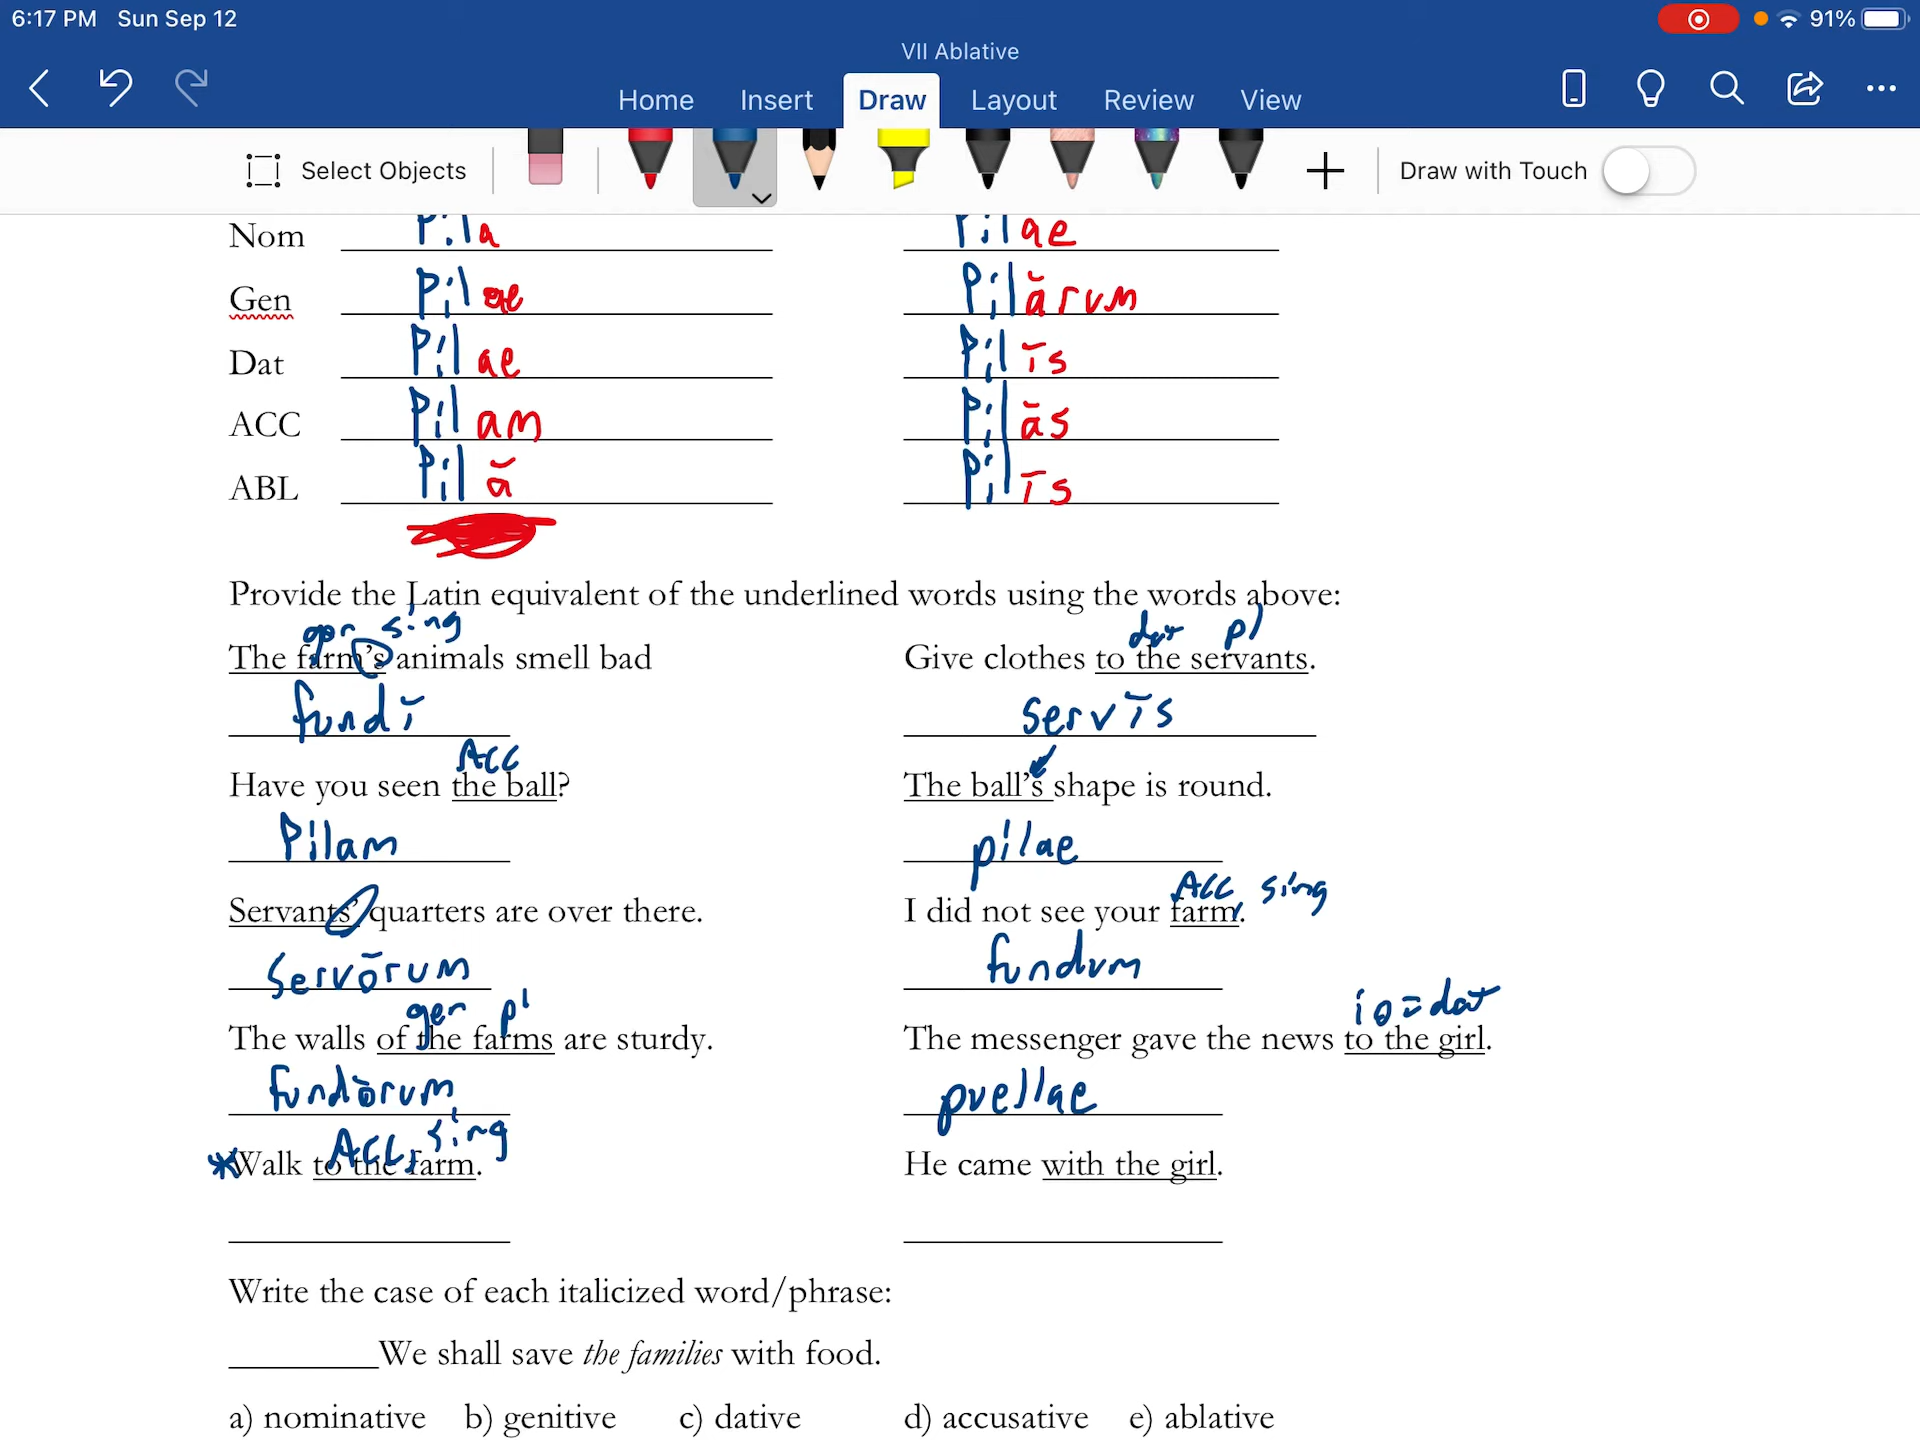 6:17 PM Sun Sep 12 91%
VII Ablative
Home Insert Draw Layout Review View
Select Objects Draw with Touch
Nom Pila Pilae
Gen Pilae Pilārum
Dat Pilae Pilīs
ACC Pilam Pilās
ABL Pilā Pilīs
Provide the Latin equivalent of the underlined words using the words above:
gen sing dat pl
The farm's animals smell bad Give clothes to the servants.
fundī servīs
ACC
Have you seen the ball? The ball's shape is round.
Pilam pilae
ACC, sing
Servants' quarters are over there. I did not see your farm.
Servōrum fundum
gen pl io=dat
The walls of the farms are sturdy. The messenger gave the news to the girl.
fundōrum puellae
ACC, sing
*Walk to the farm. He came with the girl.
Write the case of each italicized word/phrase:
________We shall save the families with food.
a) nominative b) genitive c) dative d) accusative e) ablative